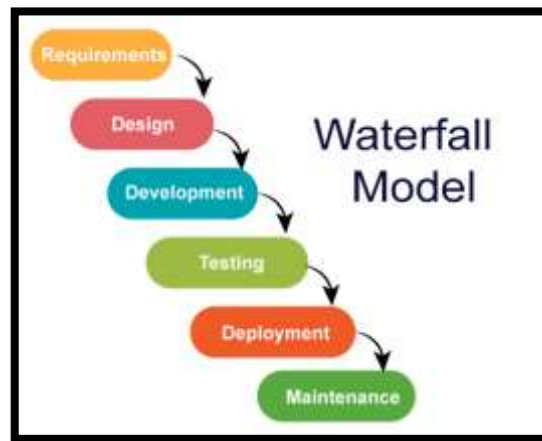 Requirements
Design
Waterfall
Model
Development
Testing
Deployment
Maintenance